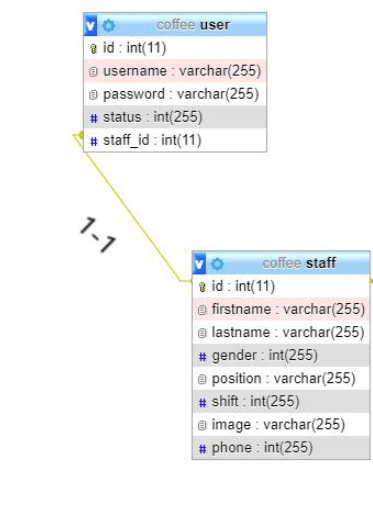 v coffee user
id : int(11)
username : varchar(255)
password : varchar(255)
# status : int(255)
# staff_id : int(11)
1-1
v coffee staff
id : int(11)
firstname : varchar(255)
lastname : varchar(255)
# gender : int(255)
position : varchar(255)
# shift : int(255)
image : varchar(255)
# phone : int(255)